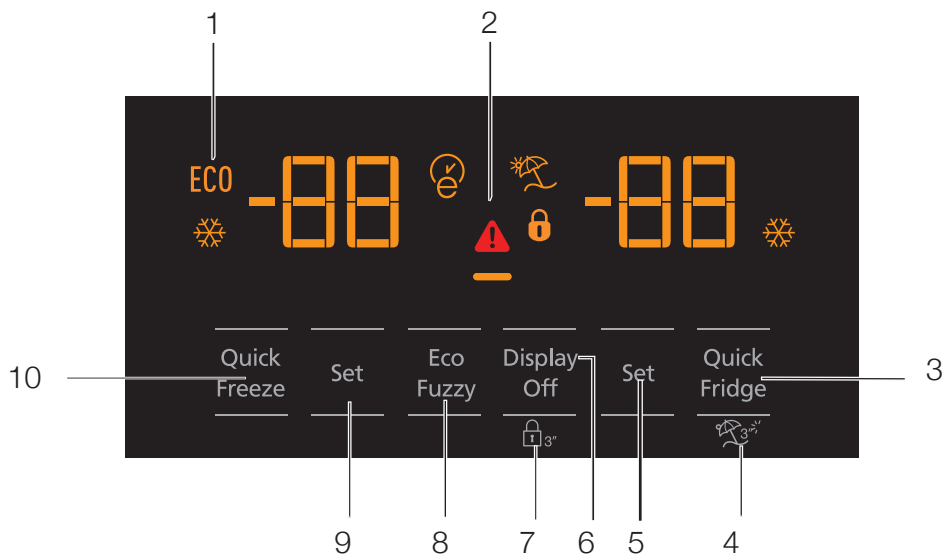 1
2
ECO
-88
e
-88
10
Quick
Freeze
Set
Eco
Fuzzy
Display
Off
Set
Quick
Fridge
3
3"
3"
9
8
7
6
5
4